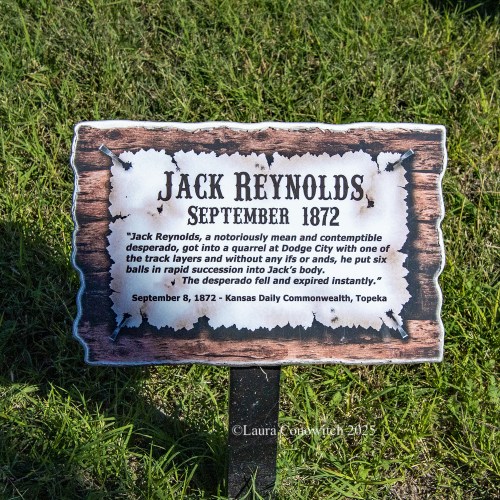 JACK REYNOLDS
SEPTEMBER 1872
"Jack Reynolds, a notoriously mean and contemptible
desperado, got into a quarrel at Dodge City with one of
the track layers and without any ifs or ands, he put six
balls in rapid succession into Jack's body.
The desperado fell and expired instantly."
September 8, 1872 - Kansas Daily Commonwealth, Topeka
©Laura Conowitch 2025